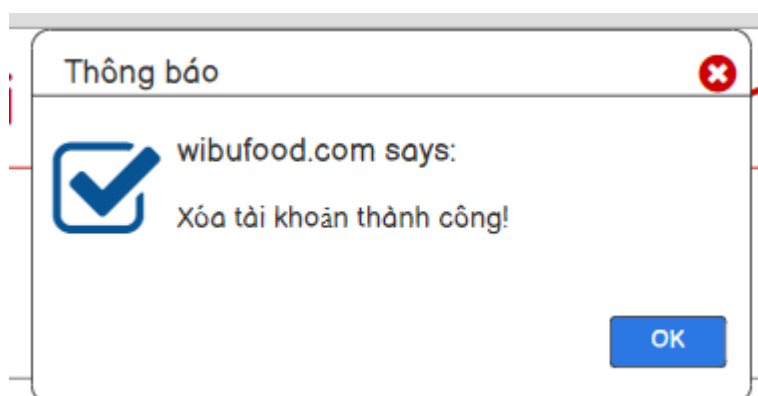 Thông báo
wibufood.com says:
Xóa tài khoản thành công!
OK